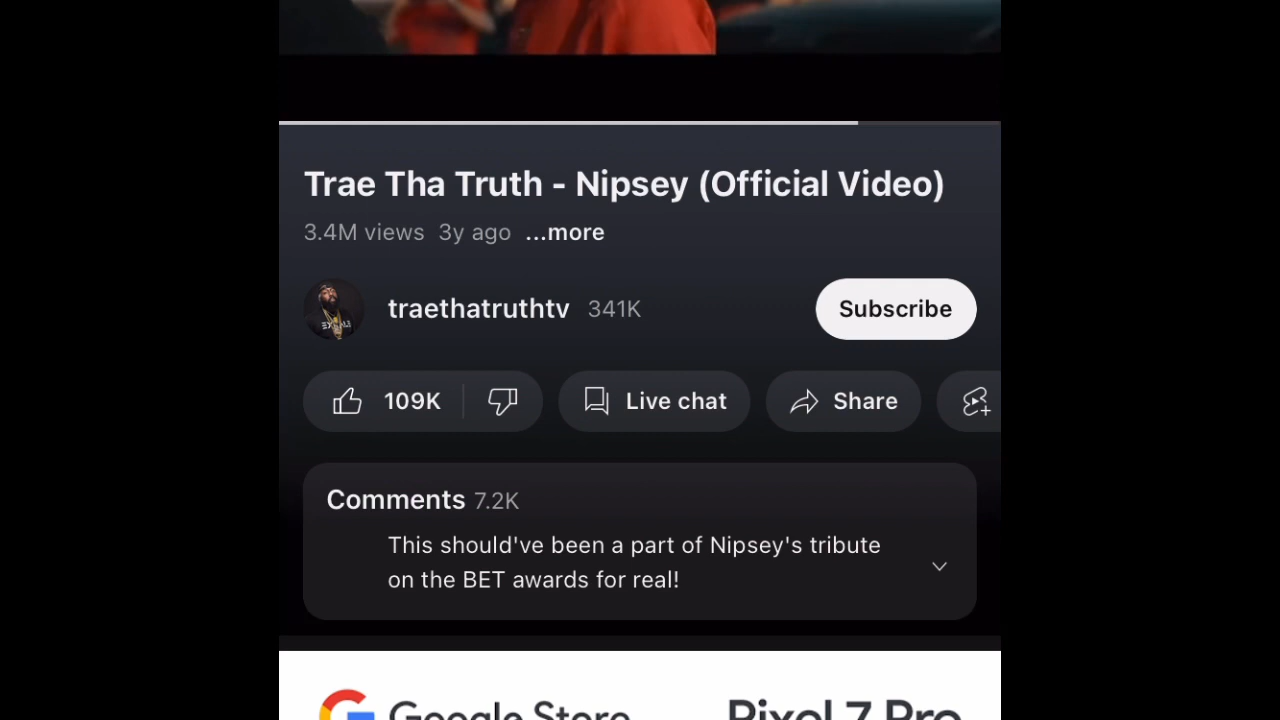 Trae Tha Truth - Nipsey (Official Video)
3.4M views 3y ago ...more
traethatruthtv 341K
Subscribe
109K
Live chat
Share
Comments 7.2K
This should've been a part of Nipsey's tribute
on the BET awards for real!
Google Store
Pixel 7 Pro